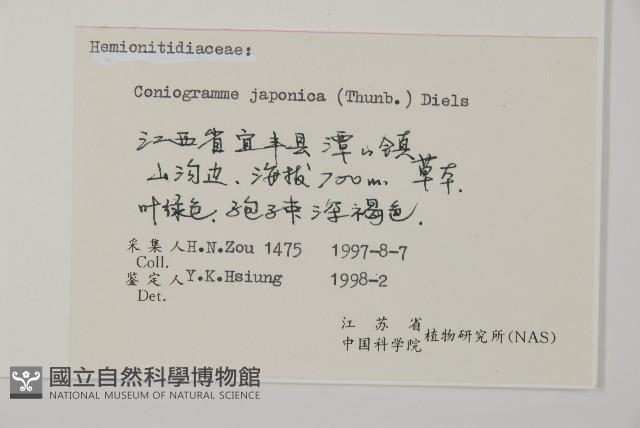 Hemionitidiaceae:
Coniogramme japonica (Thunb.) Diels
江西省宜丰县潭山镇
山沟边、海拔700m. 草本.
叶绿色.孢子束深褐色.
采集人H.N.Zou 1475 1997-8-7
Coll.
鉴定人Y.K.Hsiung 1998-2
Det.
江苏省
中国科学院植物研究所(NAS)
國立自然科學博物館
NATIONAL MUSEUM OF NATURAL SCIENCE